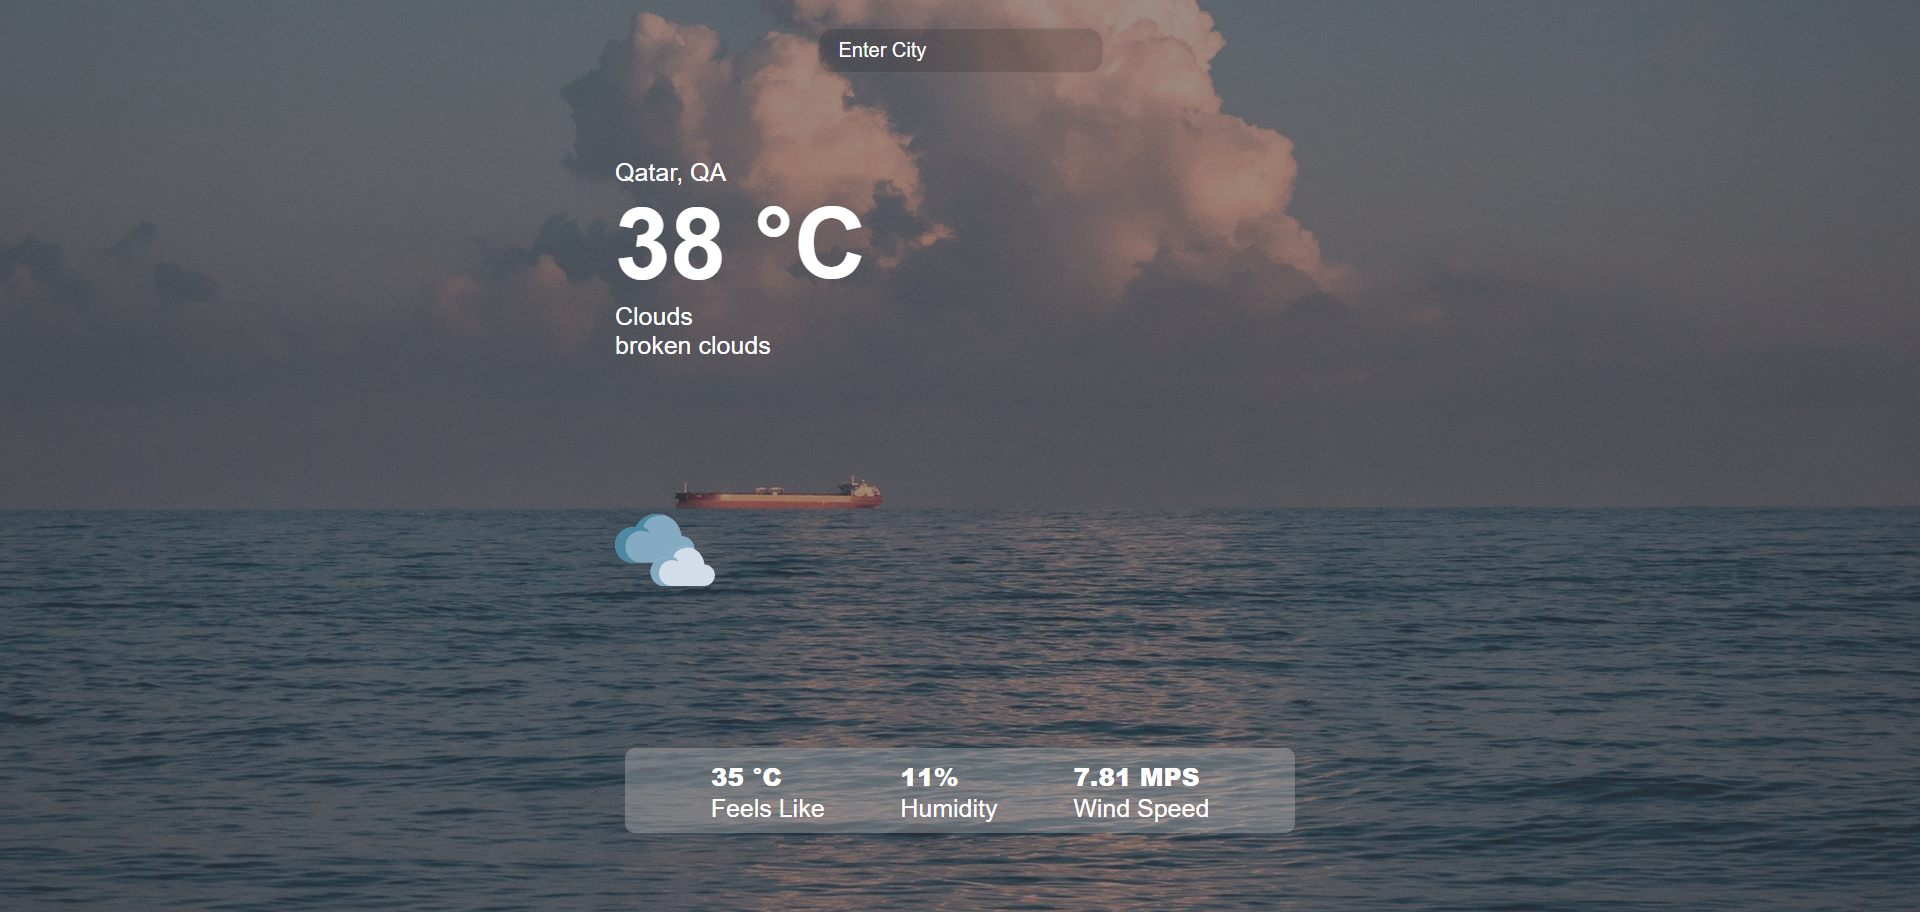 Enter City
Qatar, QA
38 °C
Clouds
broken clouds
35 °C
Feels Like
11%
Humidity
7.81 MPS
Wind Speed